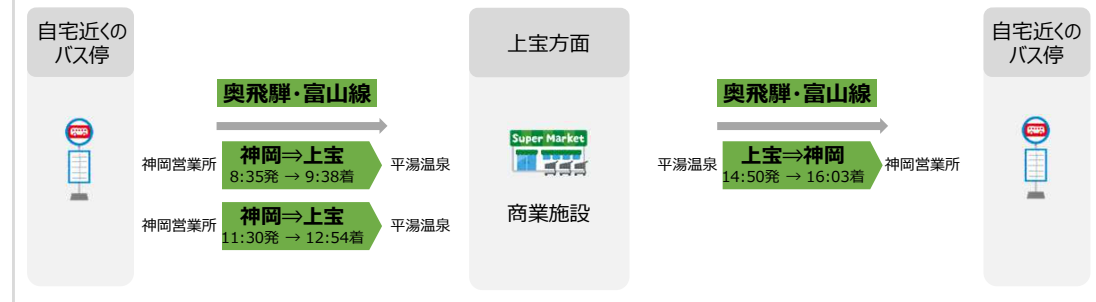 自宅近くの
バス停
神岡営業所
神岡営業所
奥飛騨・富山線
神岡⇒上宝
8:35発 → 9:38着
神岡⇒上宝
11:30発 → 12:54着
平湯温泉
平湯温泉
上宝方面
Super Market
商業施設
平湯温泉
奥飛騨・富山線
上宝⇒神岡
14:50発 → 16:03着
神岡営業所
自宅近くの
バス停